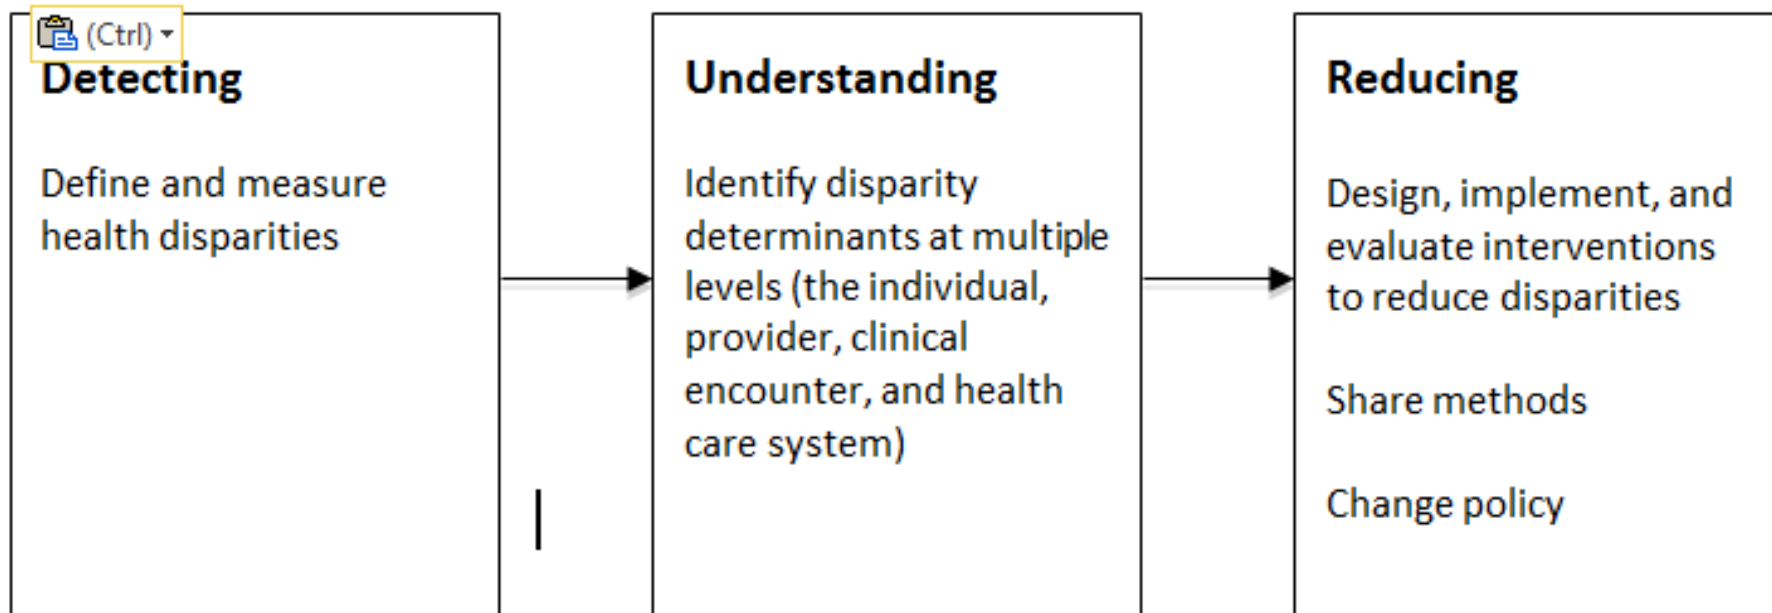 (Ctrl)
Detecting
Define and measure
health disparities
Understanding
Identify disparity
determinants at multiple
levels (the individual,
provider, clinical
encounter, and health
care system)
Reducing
Design, implement, and
evaluate interventions
to reduce disparities
Share methods
Change policy